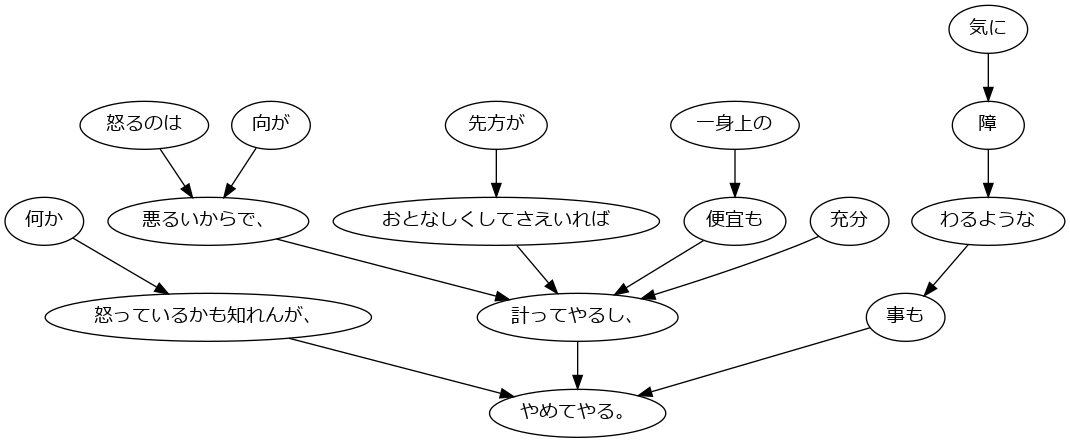 気に
怒るのは
向が
先方が
一身上の
障
何か
悪るいからで、
おとなしくしてさえいれば
便宜も
充分
わるような
怒っているかも知れんが、
計ってやるし、
事も
やめてやる。